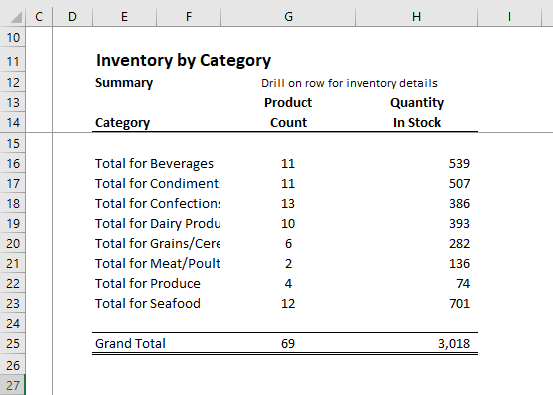 C D E F G H I
10
11 Inventory by Category
12 Summary Drill on row for inventory details
13 Product Quantity
14 Category Count In Stock
15
16 Total for Beverages 11 539
17 Total for Condiment 11 507
18 Total for Confections 13 386
19 Total for Dairy Produ 10 393
20 Total for Grains/Cere 6 282
21 Total for Meat/Poult 2 136
22 Total for Produce 4 74
23 Total for Seafood 12 701
24
25 Grand Total 69 3,018
26
27